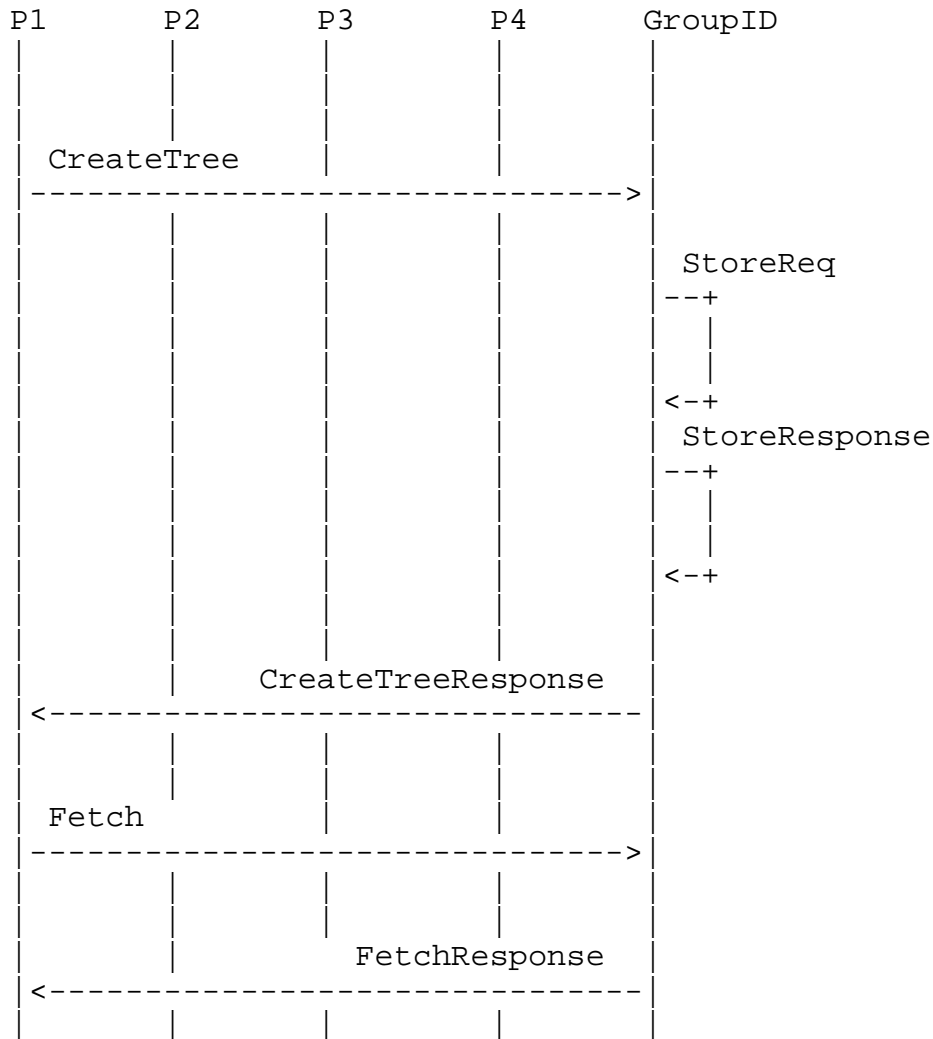 P1 P2 P3 P4 GroupID
CreateTree
StoreReq
StoreResponse
CreateTreeResponse
Fetch
FetchResponse